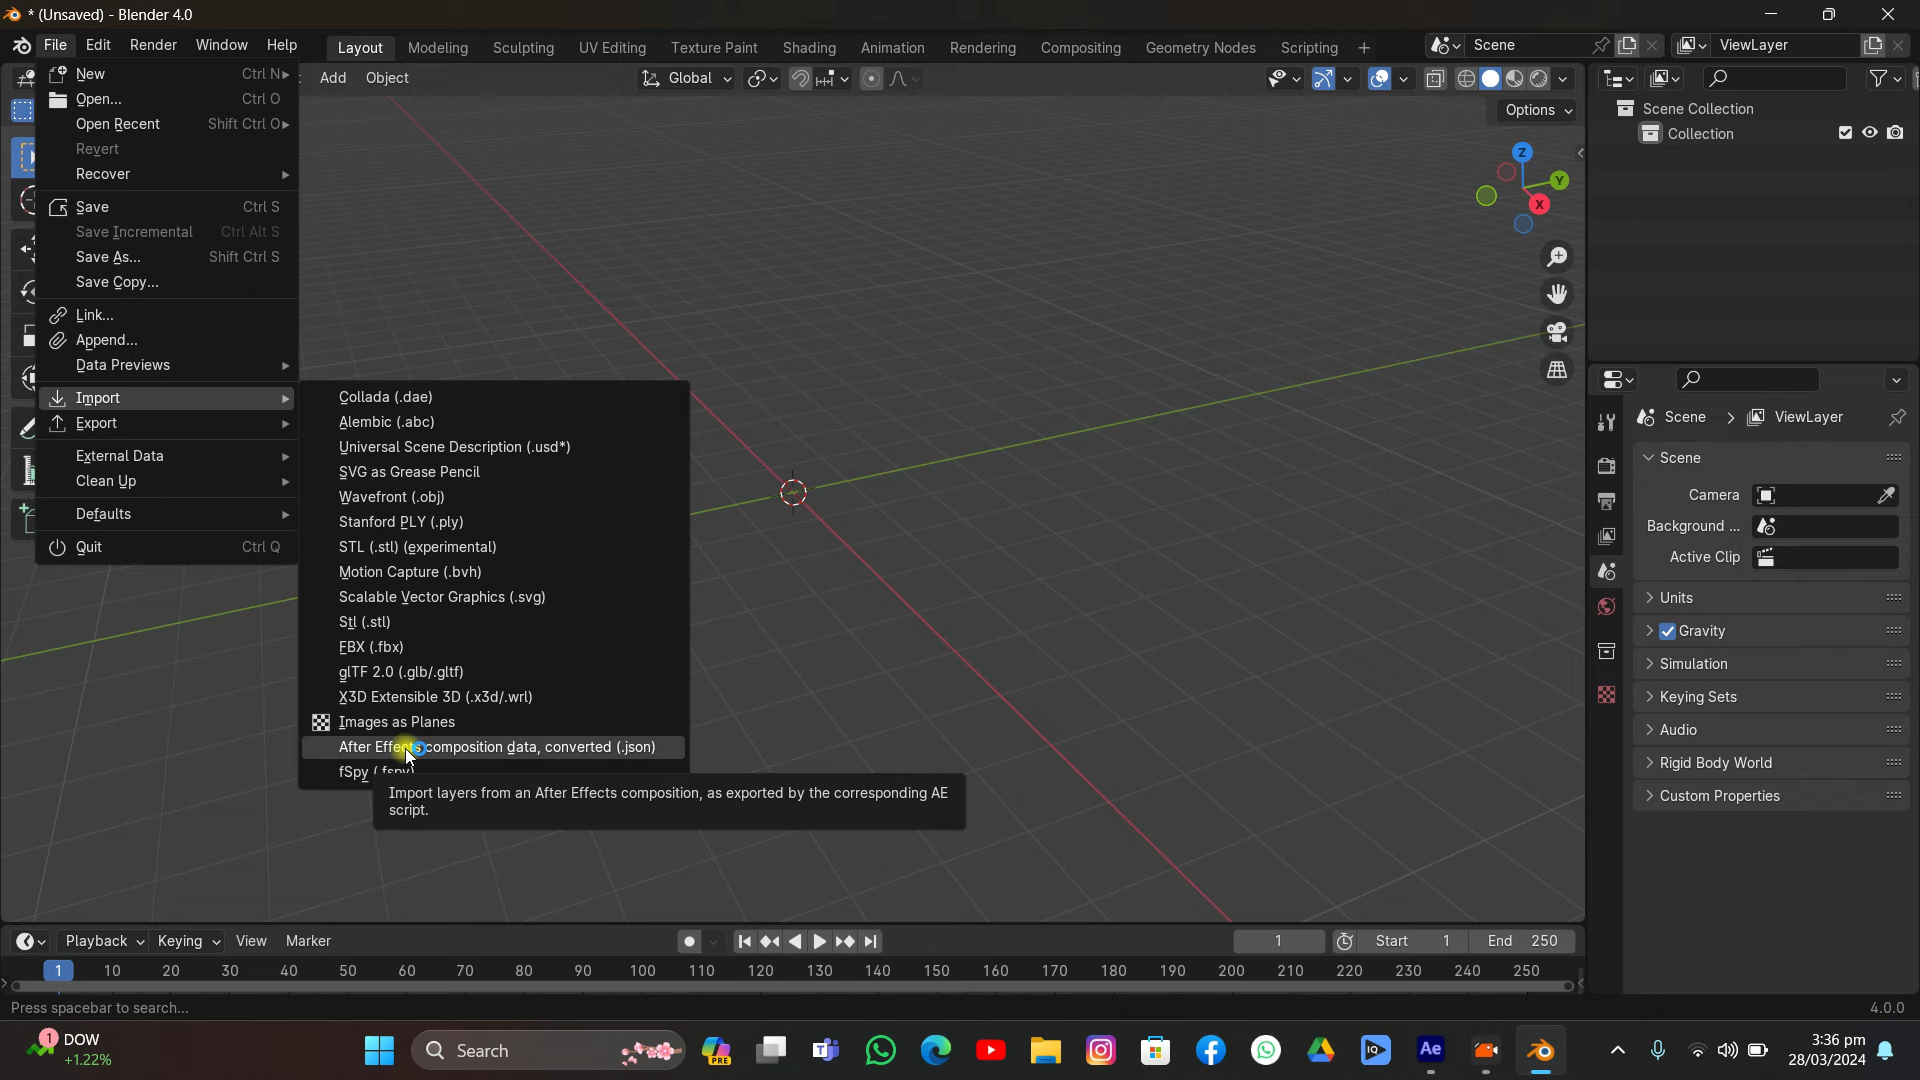 * (Unsaved) - Blender 4.0
File Edit Render Window Help Layout Modeling Sculpting UV Editing Texture Paint Shading Animation Rendering Compositing Geometry Nodes Scripting + Scene ViewLayer
Add Object Global
Options
New Ctrl N
Open... Ctrl O
Open Recent Shift Ctrl O
Revert
Recover
Save Ctrl S
Save Incremental Ctrl Alt S
Save As... Shift Ctrl S
Save Copy...
Link...
Append...
Data Previews
Import
Export
External Data
Clean Up
Defaults
Quit Ctrl Q
Collada (.dae)
Alembic (.abc)
Universal Scene Description (.usd*)
SVG as Grease Pencil
Wavefront (.obj)
Stanford PLY (.ply)
STL (.stl) (experimental)
Motion Capture (.bvh)
Scalable Vector Graphics (.svg)
Stl (.stl)
FBX (.fbx)
glTF 2.0 (.glb/.gltf)
X3D Extensible 3D (.x3d/.wrl)
Images as Planes
After Effects composition data, converted (.json)
fSpy (.fspy)
Import layers from an After Effects composition, as exported by the corresponding AE
script.
Z
Y
X
Scene Collection
Collection
Scene > ViewLayer
Scene
Camera
Background ...
Active Clip
Units
Gravity
Simulation
Keying Sets
Audio
Rigid Body World
Custom Properties
Playback Keying View Marker 1 Start 1 End 250
1 10 20 30 40 50 60 70 80 90 100 110 120 130 140 150 160 170 180 190 200 210 220 230 240 250
Press spacebar to search... 4.0.0
1 DOW
+1.22%
Search
PRE
IQ
Ae
3:36 pm
28/03/2024